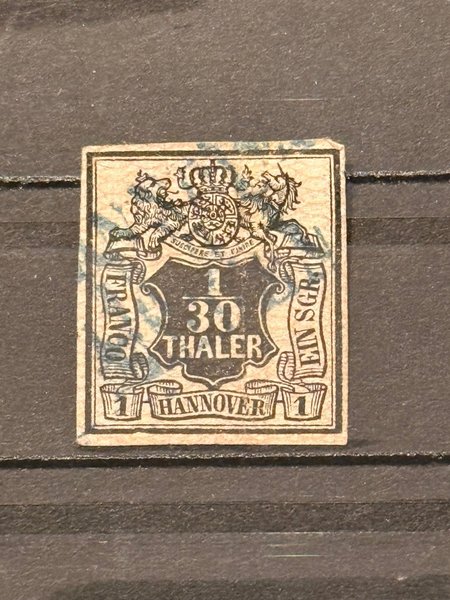 SUSCIPERE ET FINIRE
1
30
THALER
FRANCO
EIN SGR.
1
HANNOVER
1